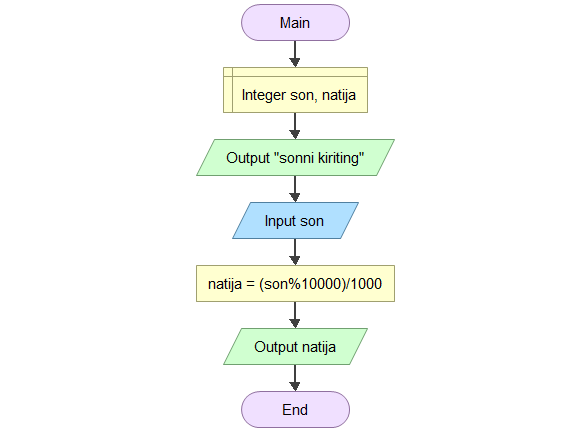 Main
Integer son, natija
Output "sonni kiriting"
Input son
natija = (son%10000)/1000
Output natija
End